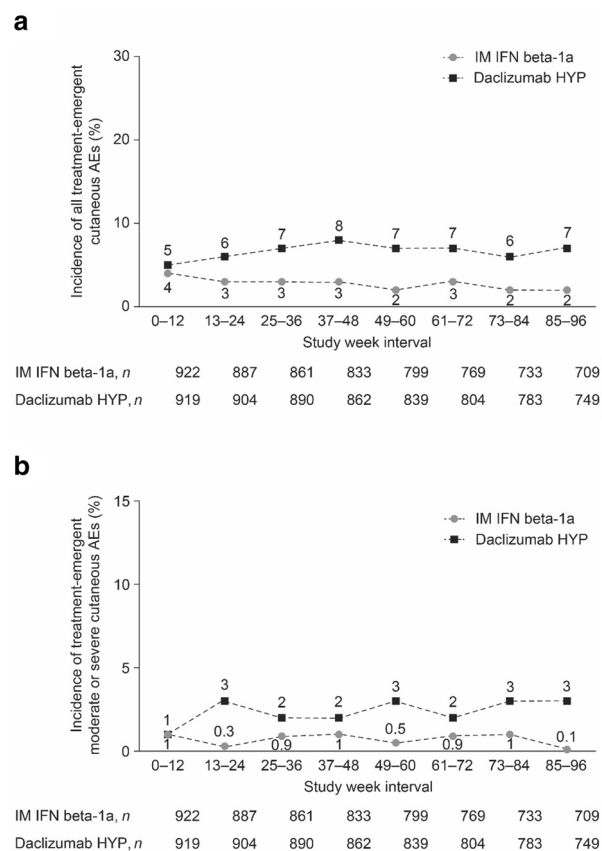 a
IM IFN beta-1a
Daclizumab HYP
Incidence of all treatment-emergent
cutaneous AEs (%)
30
20
10
0
5 6 7 8 7 7 6 7
4 3 3 3 2 3 2 2
0–12 13–24 25–36 37–48 49–60 61–72 73–84 85–96
Study week interval
IM IFN beta-1a, n 922 887 861 833 799 769 733 709
Daclizumab HYP, n 919 904 890 862 839 804 783 749
b
IM IFN beta-1a
Daclizumab HYP
Incidence of treatment-emergent
moderate or severe cutaneous AEs (%)
15
10
5
0
1 3 2 2 3 2 3 3
1 0.3 0.9 1 0.5 0.9 1 0.1
0–12 13–24 25–36 37–48 49–60 61–72 73–84 85–96
Study week interval
IM IFN beta-1a, n 922 887 861 833 799 769 733 709
Daclizumab HYP, n 919 904 890 862 839 804 783 749